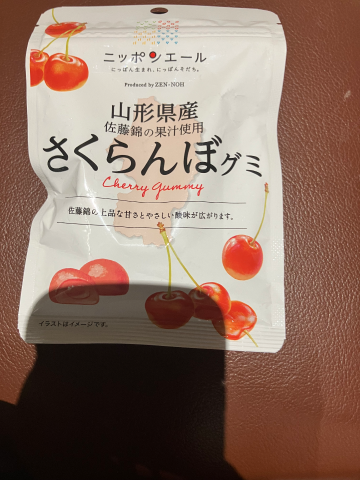 ニッポンエール
にっぽん生まれ、にっぽんそだち。
Produced by ZEN-NOH
山形県産
佐藤錦の果汁使用
さくらんぼグミ
Cherry Gummy
佐藤錦の上品な甘さとやさしい酸味が広がります。
イラストはイメージです。